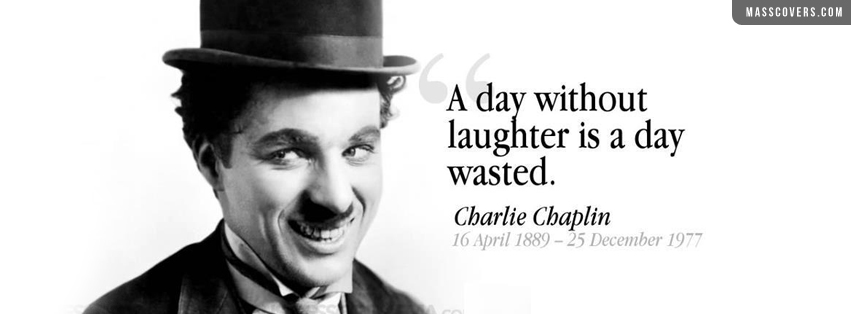 MASSCOVERS.COM
“A day without
laughter is a day
wasted.
Charlie Chaplin
16 April 1889 – 25 December 1977